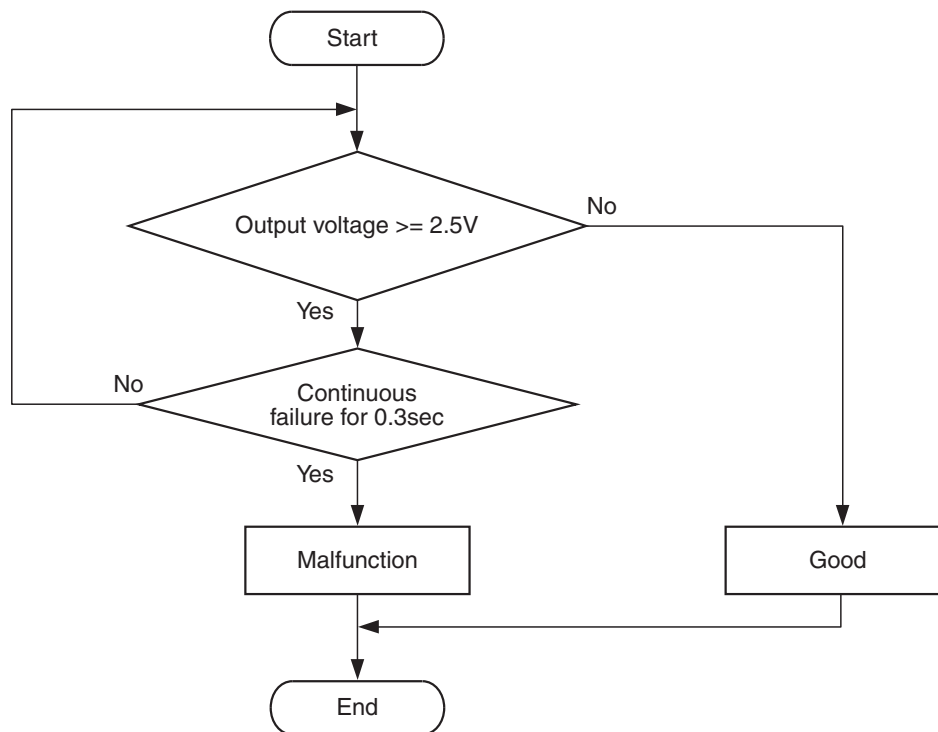 Start
Output voltage >= 2.5V
No
Yes
No
Continuous
failure for 0.3sec
Yes
Malfunction
Good
End